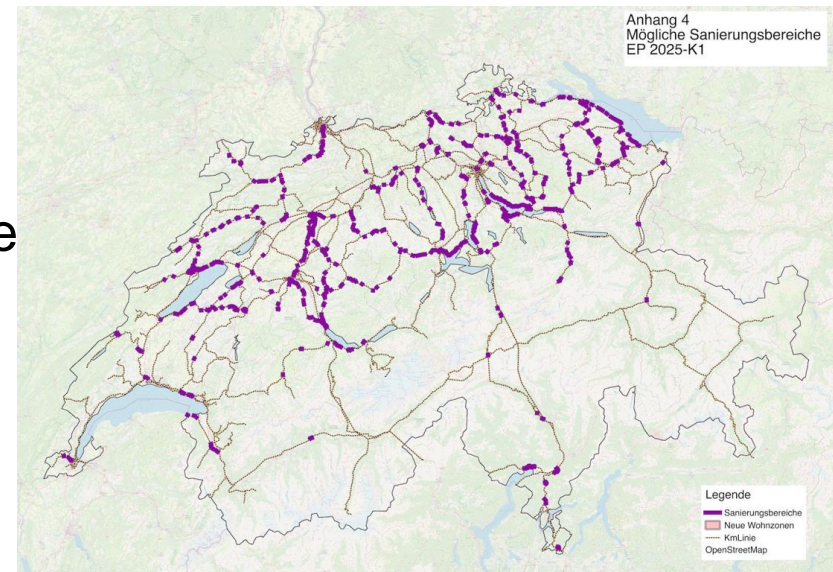 Anhang 4
Mögliche Sanierungsbereiche
EP 2025-K1
e
Legende
Sanierungsbereiche
Neue Wohnzonen
KmLinie
OpenStreetMap